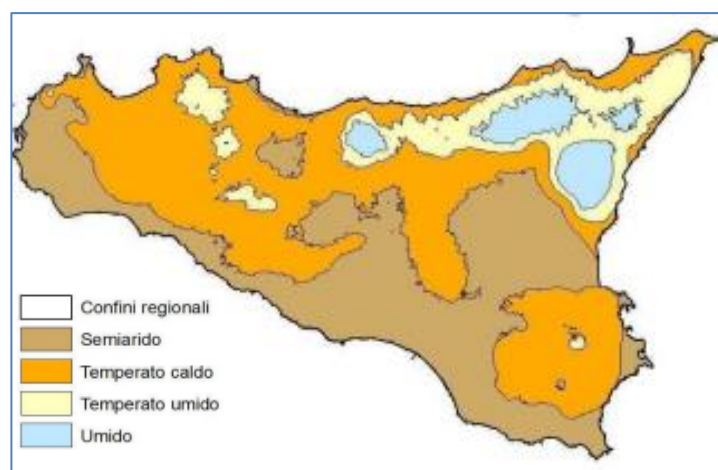 Confini regionali
Semiarido
Temperato caldo
Temperato umido
Umido